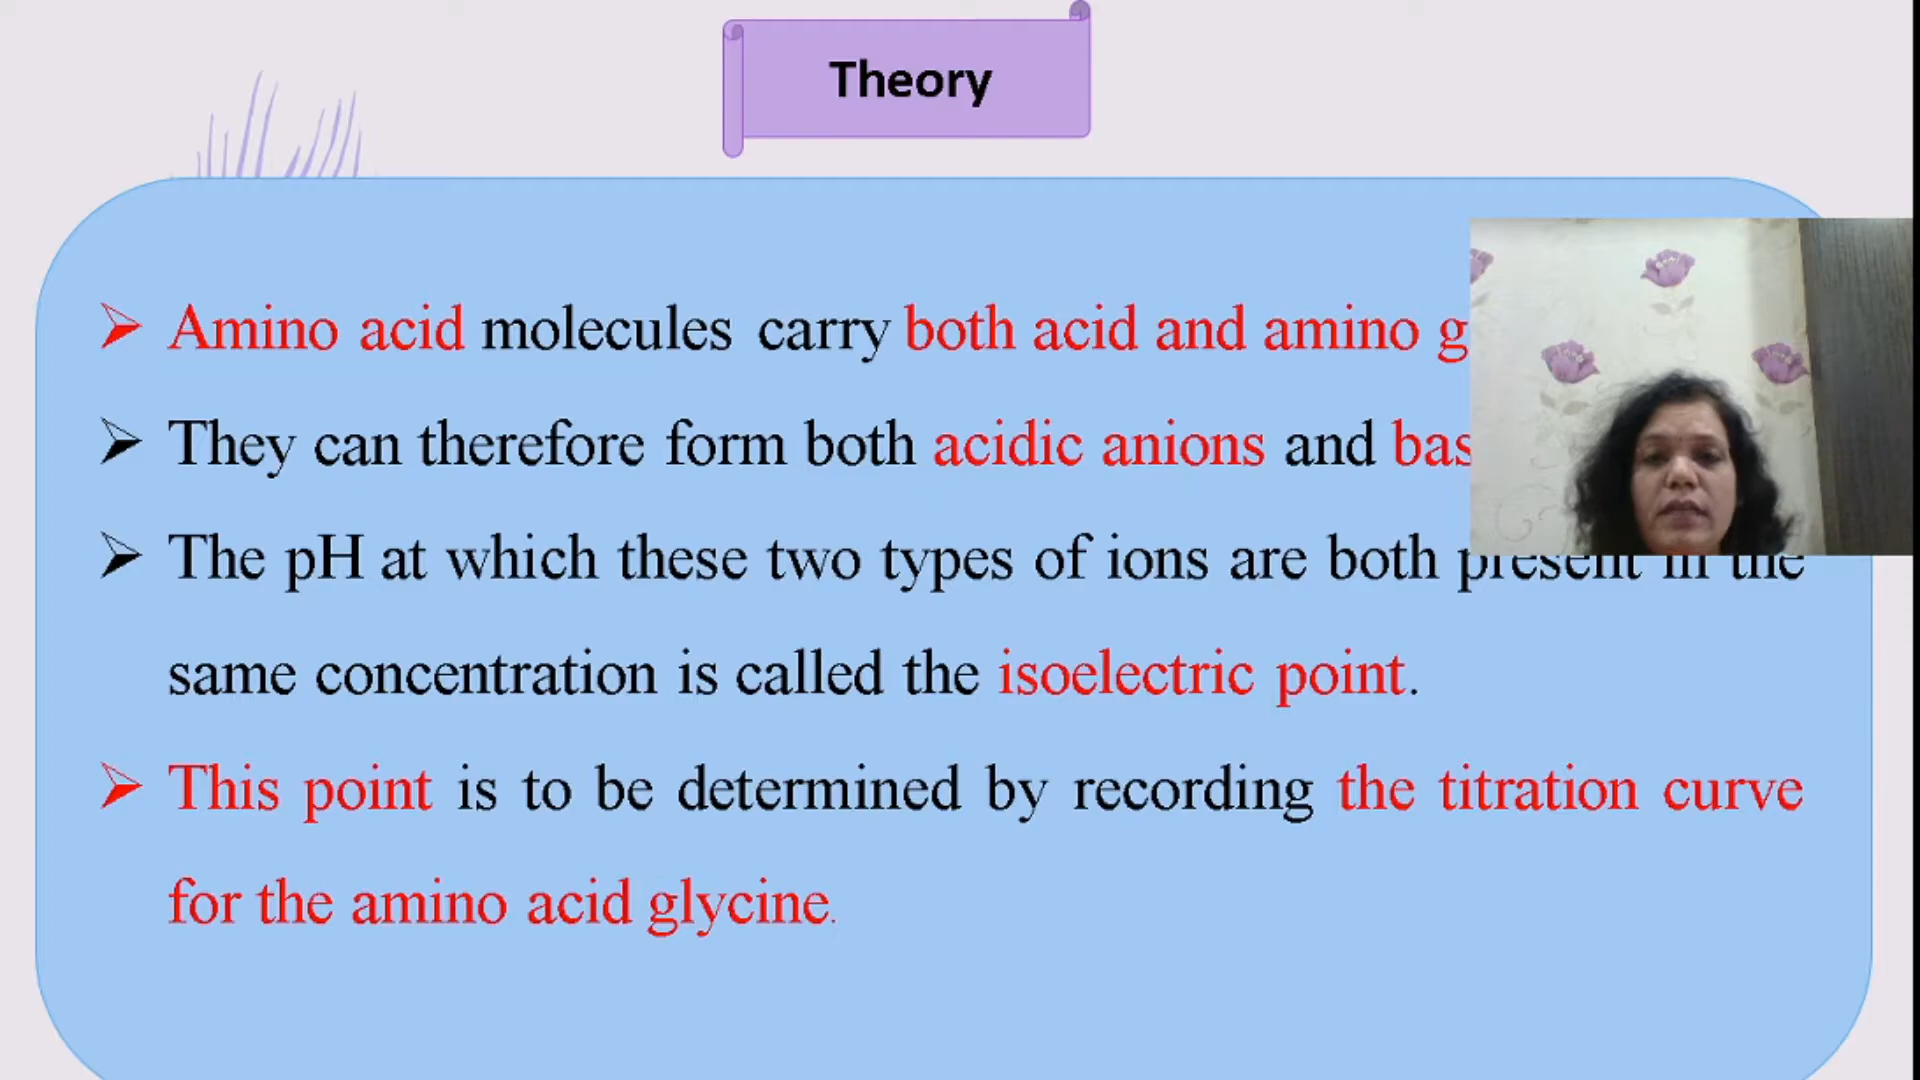 Theory
Amino acid molecules carry both acid and amino
They can therefore form both acidic anions and
The pH at which these two types of ions are both present in the
same concentration is called the isoelectric point.
This point is to be determined by recording the titration curve
for the amino acid glycine.